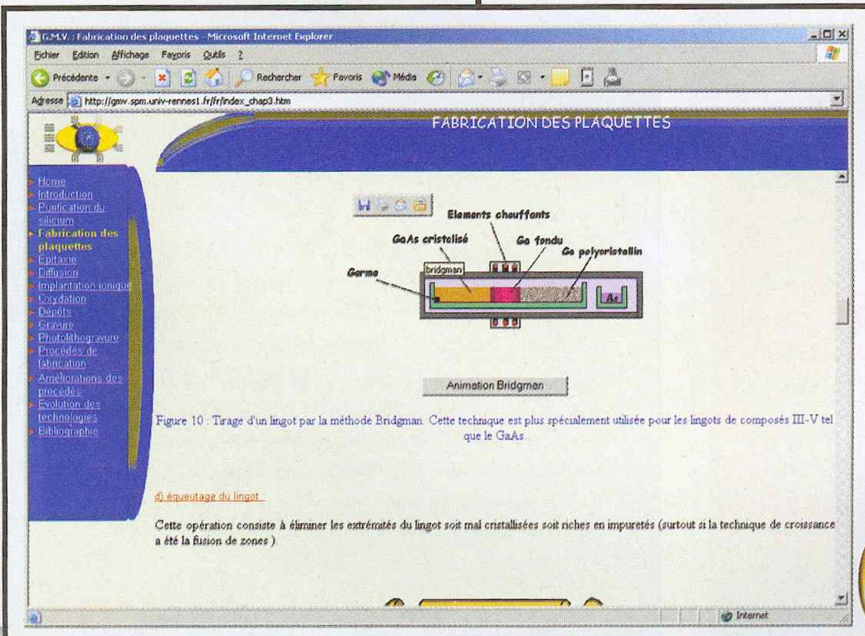 G.M.V. : Fabrication des plaquettes - Microsoft Internet Explorer
Fichier Edition Affichage Favoris Outils ?
Précédente Rechercher Favoris Média
Adresse http://gmv.spm.univ-rennes1.fr/fr/index_chap3.htm
FABRICATION DES PLAQUETTES
Home
Introduction
Purification du
silicium
Fabrication des
plaquettes
Epitaxie
Diffusion
Implantation ionique
Oxydation
Dépôts
Gravure
Photolithogravure
Procédés de
fabrication
Améliorations des
procédés
Evolution des
technologies
Bibliographie
Elements chauffants
GaAs cristalisé
Ga fondu
Ga polycristallin
Germe
bridgman
As
Animation Bridgman
Figure 10 : Tirage d'un lingot par la méthode Bridgman. Cette technique est plus spécialement utilisée pour les lingots de composés III-V tel
que le GaAs.
d) équeutage du lingot
Cette opération consiste à éliminer les extrémités du lingot soit mal cristallisées soit riches en impuretés (surtout si la technique de croissance
a été la fusion de zones ).
Internet